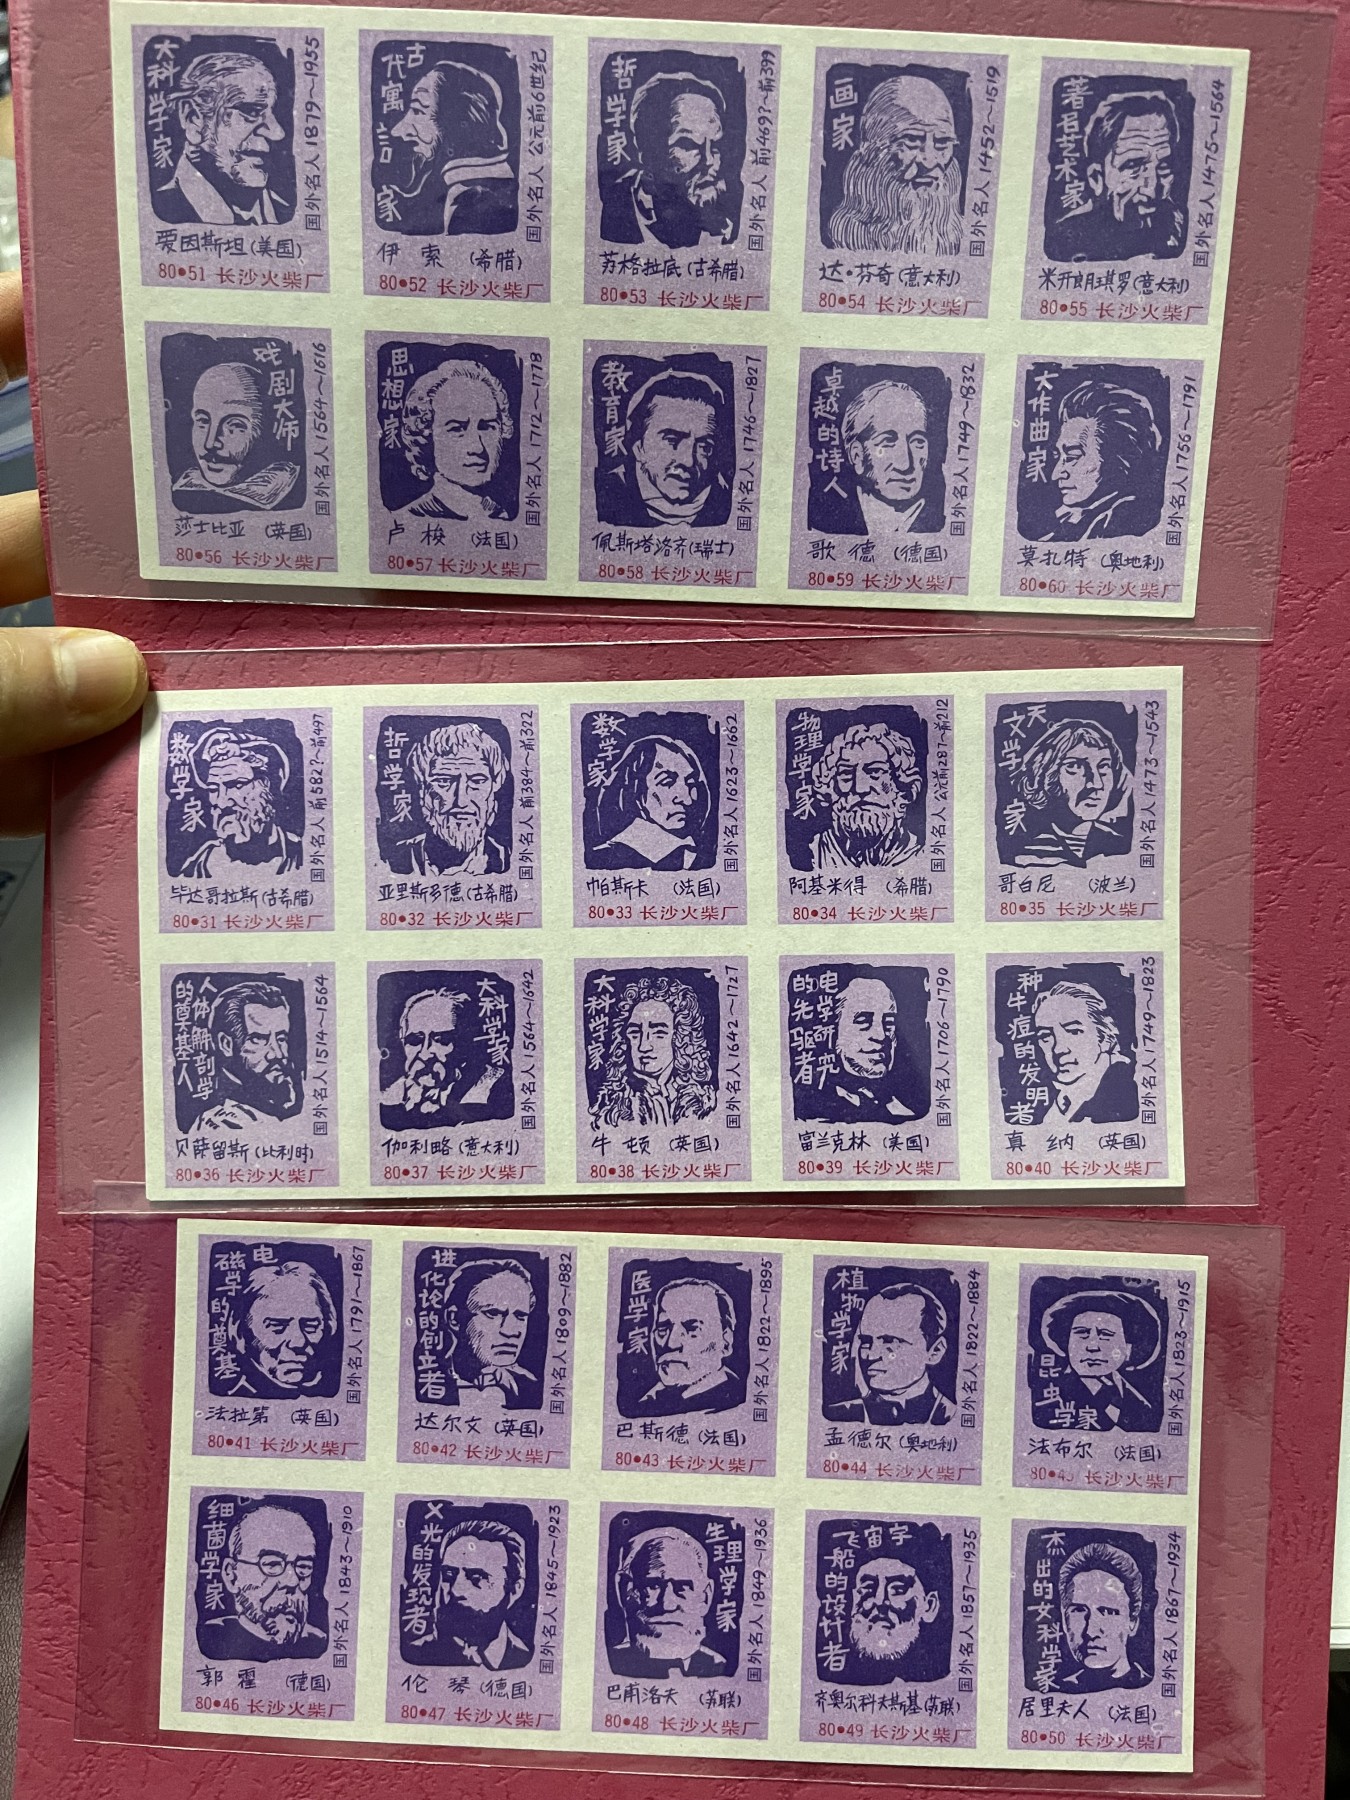 大科学家
国外名人 1879~1955
爱因斯坦(美国)
80•51 长沙火柴厂
古代寓言家
国外名人 公元前6世纪
伊索 (希腊)
80•52 长沙火柴厂
哲学家
国外名人 前469?~前399
苏格拉底(古希腊)
80•53 长沙火柴厂
画家
国外名人 1452~1519
达·芬奇(意大利)
80•54 长沙火柴厂
著名艺术家
国外名人 1475~1564
米开朗琪罗(意大利)
80•55 长沙火柴厂
戏剧大师
国外名人 1564~1616
莎士比亚 (英国)
80•56 长沙火柴厂
思想家
国外名人 1712~1778
卢梭 (法国)
80•57 长沙火柴厂
教育家
国外名人 1746~1827
佩斯塔洛齐(瑞士)
80•58 长沙火柴厂
卓越的诗人
国外名人 1749~1832
歌德 (德国)
80•59 长沙火柴厂
大作曲家
国外名人 1756~1791
莫扎特 (奥地利)
80•60 长沙火柴厂
数学家
国外名人 前582?~前497
毕达哥拉斯(古希腊)
80•31 长沙火柴厂
哲学家
国外名人 前384~前322
亚里斯多德(古希腊)
80•32 长沙火柴厂
数学家
国外名人 1623~1662
帕斯卡 (法国)
80•33 长沙火柴厂
物理学家
国外名人 公元前287~前212
阿基米得 (希腊)
80•34 长沙火柴厂
天文学家
国外名人 1473~1543
哥白尼 (波兰)
80•35 长沙火柴厂
人体解剖学的奠基人
国外名人 1514~1564
贝萨留斯(比利时)
80•36 长沙火柴厂
大科学家
国外名人 1564~1642
伽利略(意大利)
80•37 长沙火柴厂
大科学家
国外名人 1642~1727
牛顿 (英国)
80•38 长沙火柴厂
电学研究的先驱者
国外名人 1706~1790
富兰克林 (美国)
80•39 长沙火柴厂
种牛痘的发明者
国外名人 1749~1823
真纳 (英国)
80•40 长沙火柴厂
电磁学的奠基人
国外名人 1791~1867
法拉第 (英国)
80•41 长沙火柴厂
进化论的创立者
国外名人 1809~1882
达尔文 (英国)
80•42 长沙火柴厂
医学家
国外名人 1822~1895
巴斯德 (法国)
80•43 长沙火柴厂
植物学家
国外名人 1822~1884
孟德尔 (奥地利)
80•44 长沙火柴厂
昆虫学家
国外名人 1823~1915
法布尔 (法国)
80•45 长沙火柴厂
细菌学家
国外名人 1843~1910
郭霍 (德国)
80•46 长沙火柴厂
X光的发现者
国外名人 1845~1923
伦琴 (德国)
80•47 长沙火柴厂
生理学家
国外名人 1849~1936
巴甫洛夫 (苏联)
80•48 长沙火柴厂
宇宙飞船的设计者
国外名人 1857~1935
齐奥尔科夫斯基(苏联)
80•49 长沙火柴厂
杰出的女科学家
国外名人 1867~1934
居里夫人 (法国)
80•50 长沙火柴厂